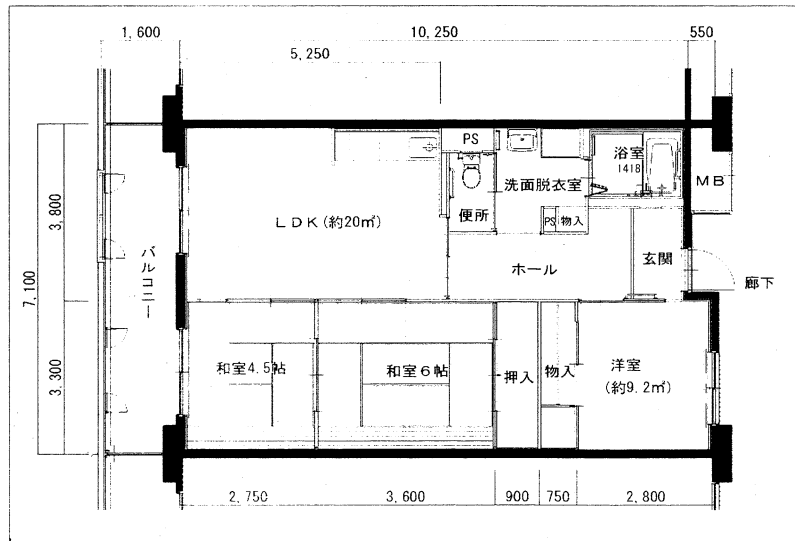 1,600
10,250
550
5,250
PS
浴室
1418
MB
洗面脱衣室
便所
PS
物入
3,800
LDK(約20㎡)
バルコニー
7,100
ホール
玄関
廊下
3,300
和室4.5帖
和室6帖
押入
物入
洋室
(約9.2㎡)
2,750
3,600
900
750
2,800